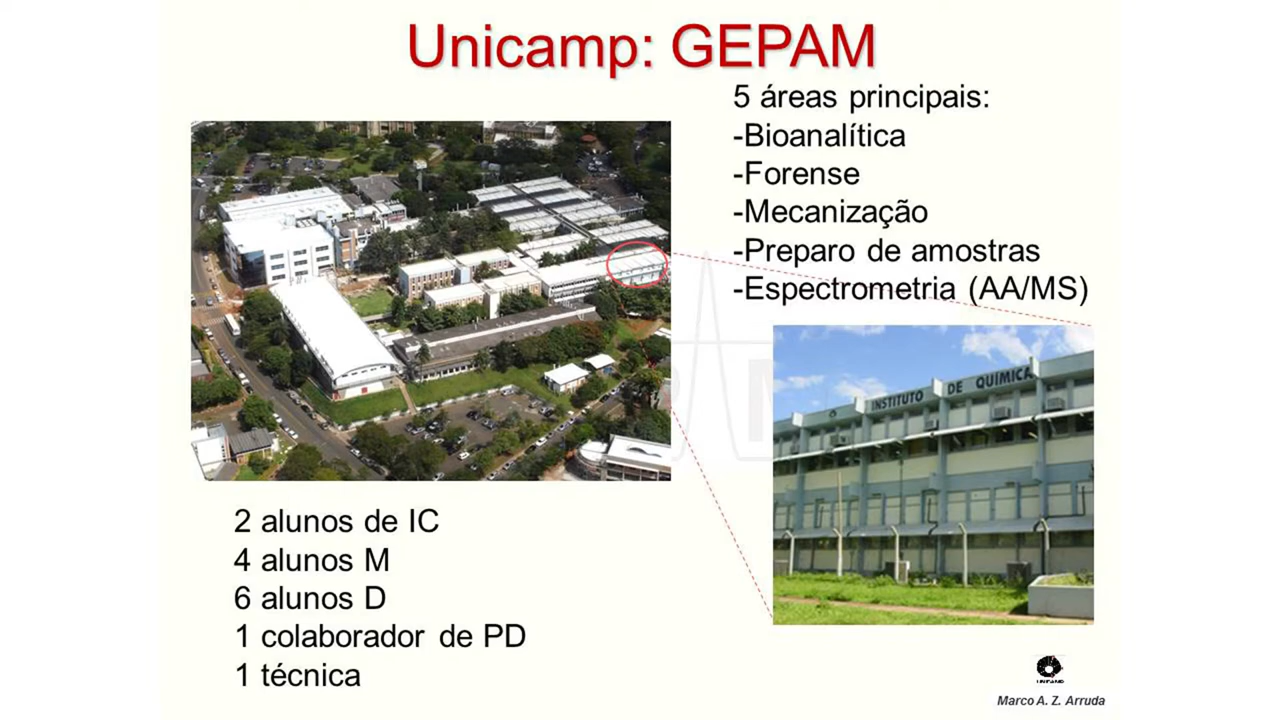 Unicamp: GEPAM
5 áreas principais:
-Bioanalítica
-Forense
-Mecanização
-Preparo de amostras
-Espectrometria (AA/MS)
INSTITUTO DE QUÍMICA
2 alunos de IC
4 alunos M
6 alunos D
1 colaborador de PD
1 técnica
UNICAMP
Marco A. Z. Arruda